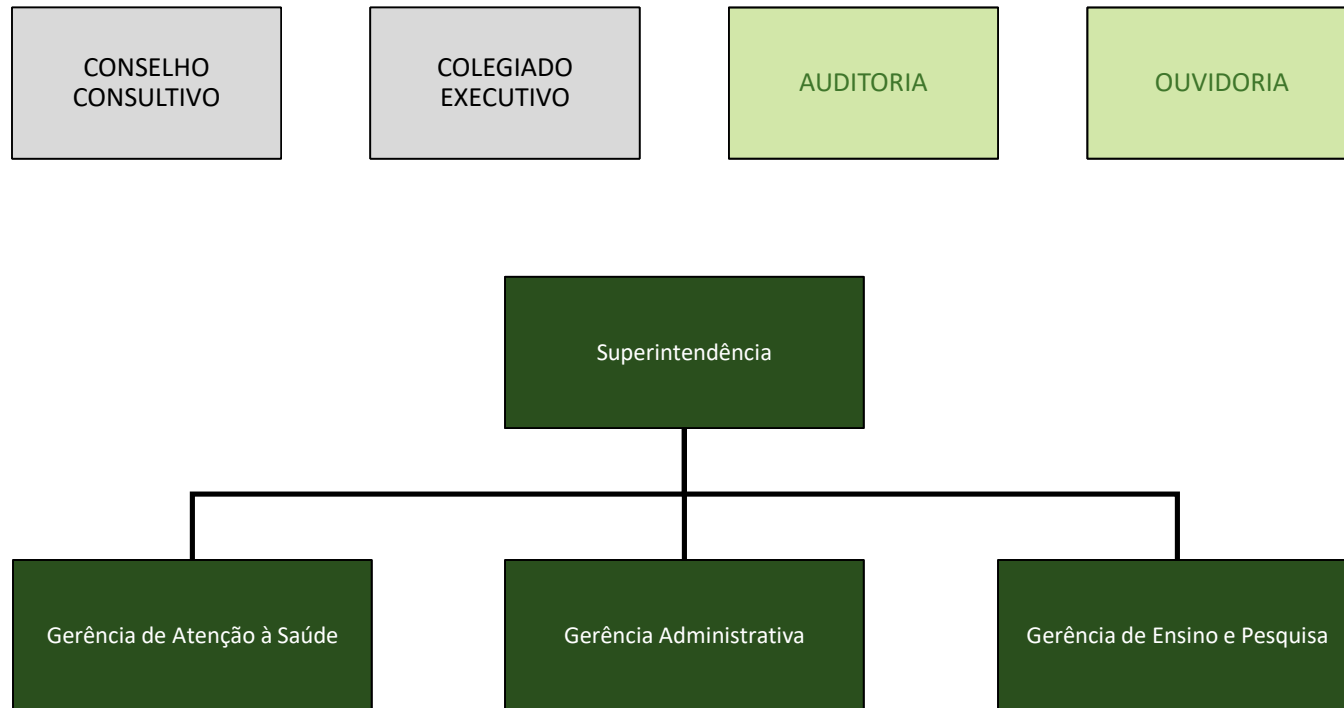 CONSELHO
CONSULTIVO
COLEGIADO
EXECUTIVO
AUDITORIA
OUVIDORIA
Superintendência
Gerência de Atenção à Saúde
Gerência Administrativa
Gerência de Ensino e Pesquisa